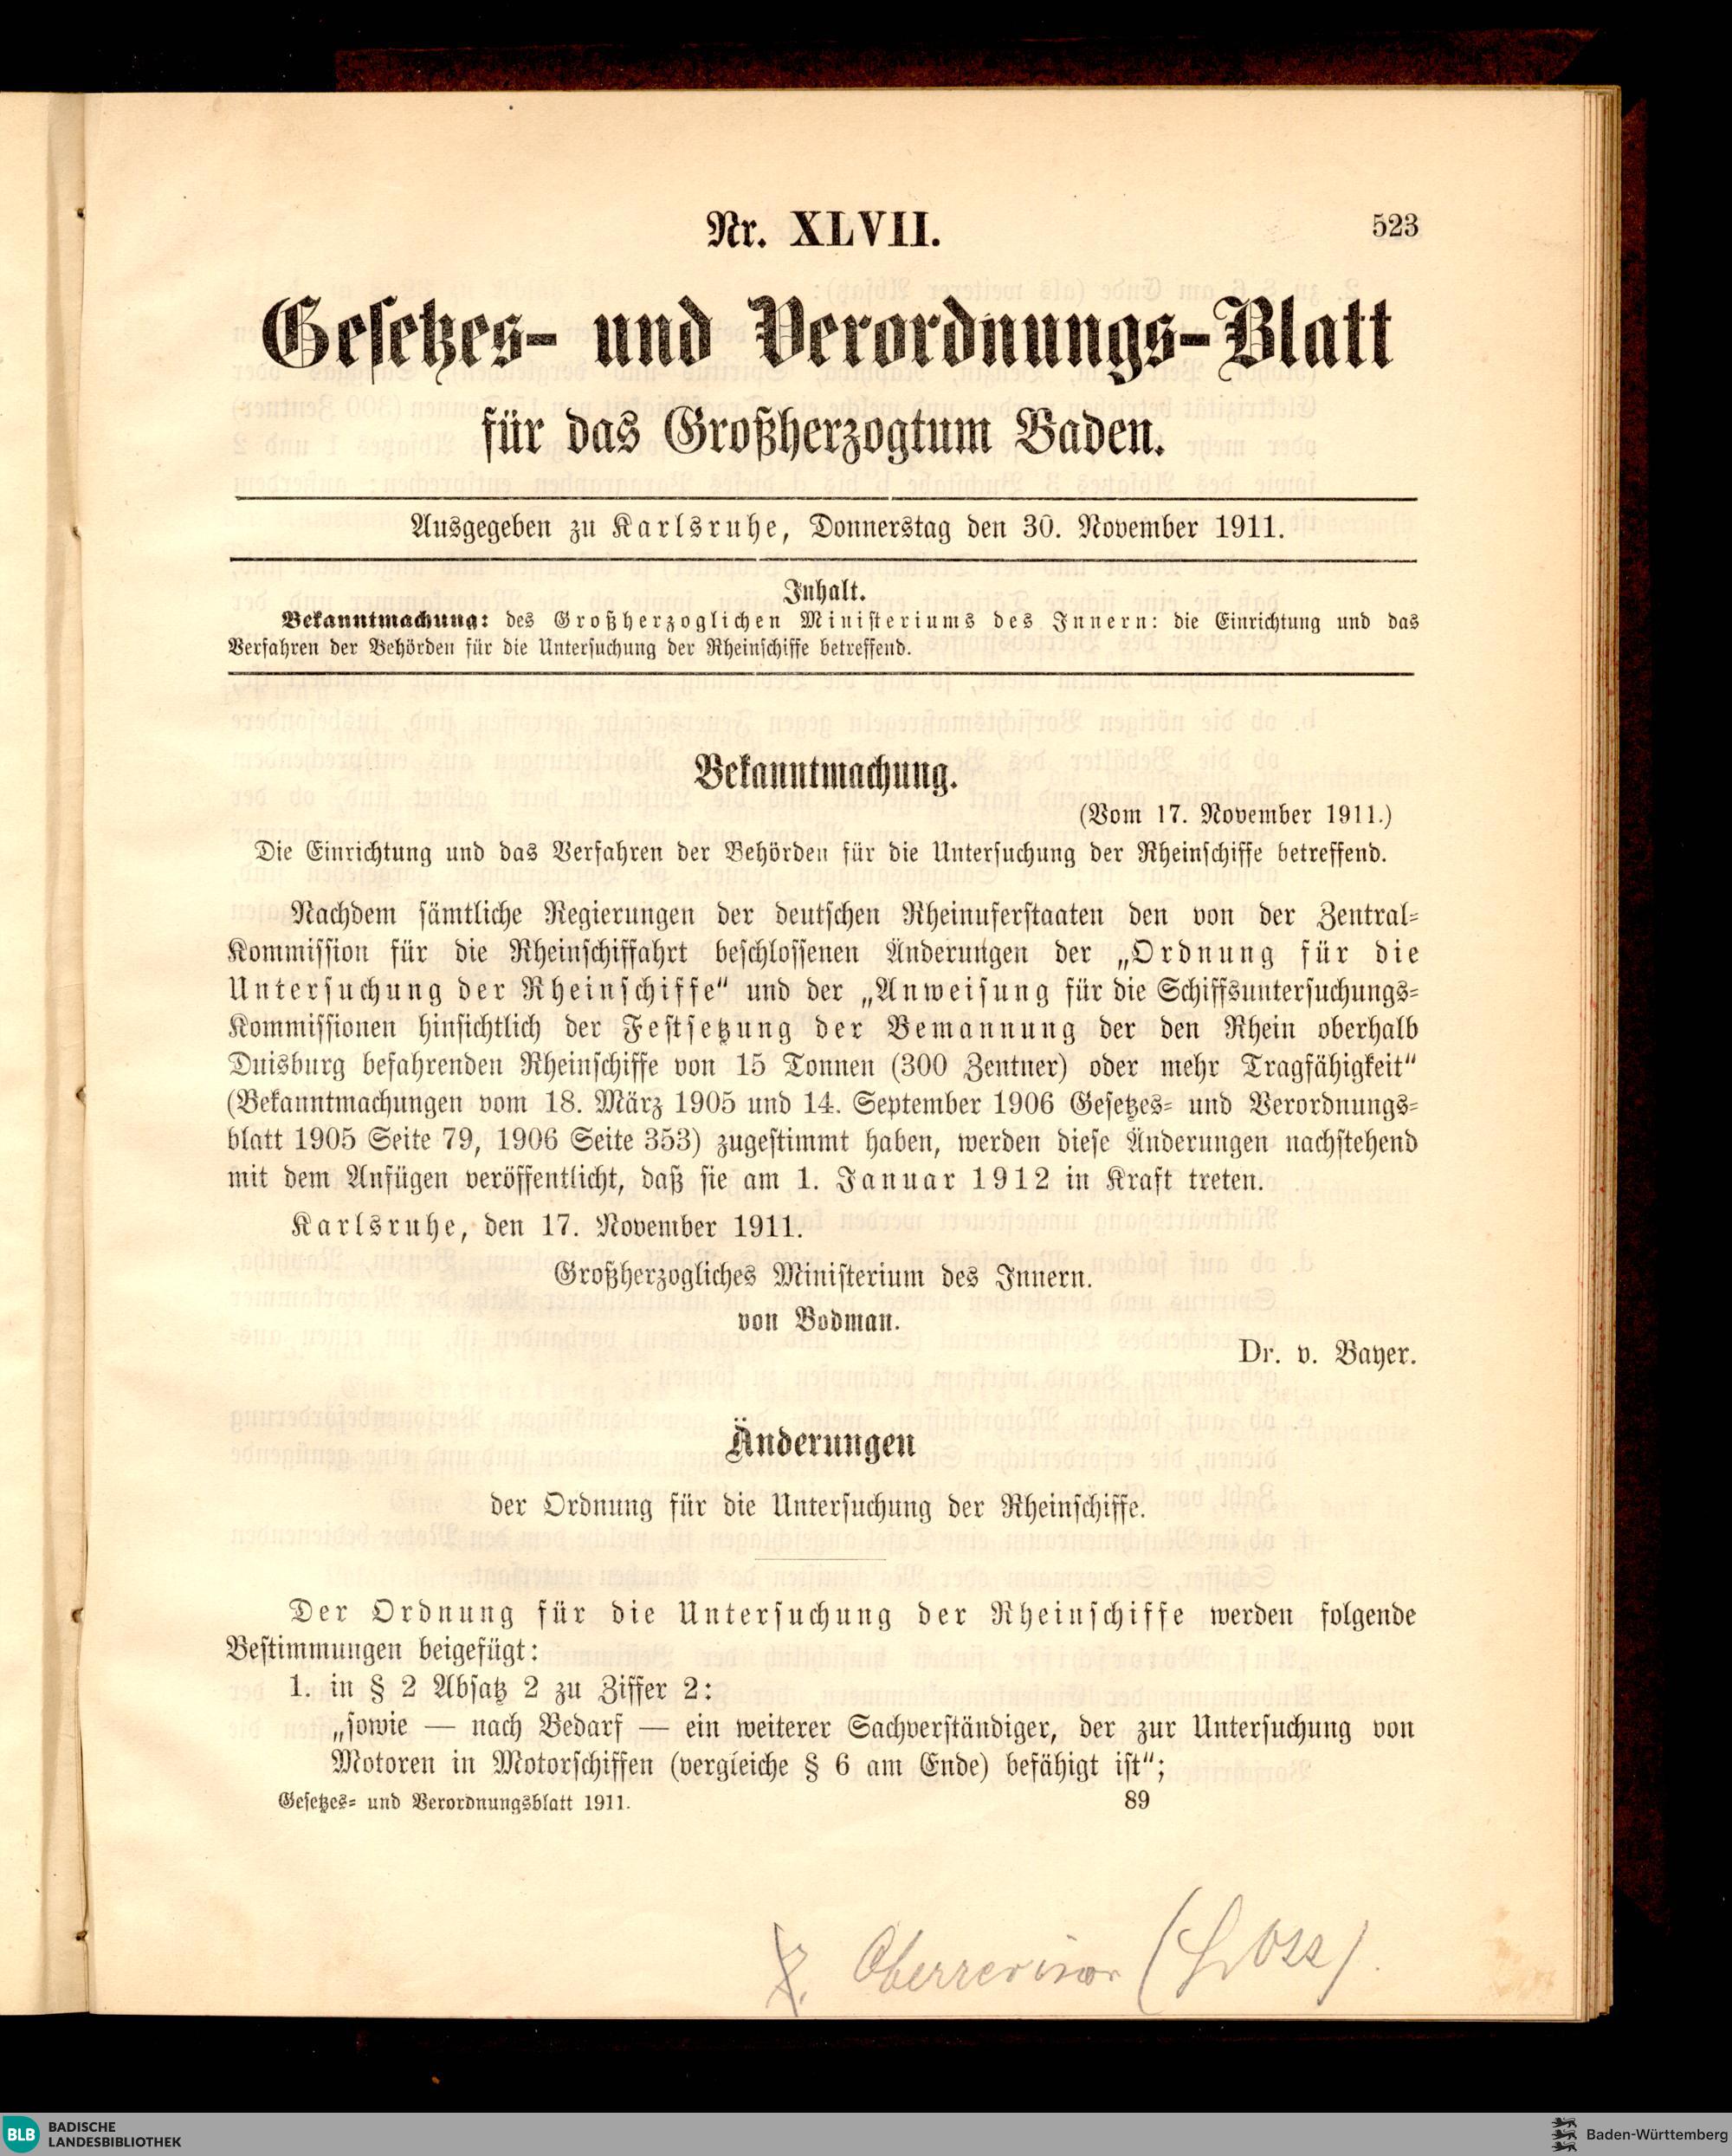 Nr. XLVII.
523
Gesetzes- und Verordnungs-Blatt
für das Großherzogtum Baden.
Ausgegeben zu Karlsruhe, Donnerstag den 30. November 1911.
Inhalt.
Bekanntmachung: des Großherzoglichen Ministeriums des Innern: die Einrichtung und das
Verfahren der Behörden für die Untersuchung der Rheinschiffe betreffend.
Bekanntmachung.
(Vom 17. November 1911.)
Die Einrichtung und das Verfahren der Behörden für die Untersuchung der Rheinschiffe betreffend.
Nachdem sämtliche Regierungen der deutschen Rheinuferstaaten den von der Zentral-
Kommission für die Rheinschiffahrt beschlossenen Änderungen der „Ordnung für die
Untersuchung der Rheinschiffe“ und der „Anweisung für die Schiffsuntersuchungs-
Kommissionen hinsichtlich der Festsetzung der Bemannung der den Rhein oberhalb
Duisburg befahrenden Rheinschiffe von 15 Tonnen (300 Zentner) oder mehr Tragfähigkeit“
(Bekanntmachungen vom 18. März 1905 und 14. September 1906 Gesetzes- und Verordnungs-
blatt 1905 Seite 79, 1906 Seite 353) zugestimmt haben, werden diese Änderungen nachstehend
mit dem Anfügen veröffentlicht, daß sie am 1. Januar 1912 in Kraft treten.
Karlsruhe, den 17. November 1911.
Großherzogliches Ministerium des Innern.
von Bodman.
Dr. v. Bayer.
Änderungen
der Ordnung für die Untersuchung der Rheinschiffe.
Der Ordnung für die Untersuchung der Rheinschiffe werden folgende
Bestimmungen beigefügt:
1. in § 2 Absatz 2 zu Ziffer 2:
„sowie — nach Bedarf — ein weiterer Sachverständiger, der zur Untersuchung von
Motoren in Motorschiffen (vergleiche § 6 am Ende) befähigt ist“;
Gesetzes- und Verordnungsblatt 1911.
89
Oberrevisor
BLB BADISCHE
LANDESBIBLIOTHEK
Baden-Württemberg